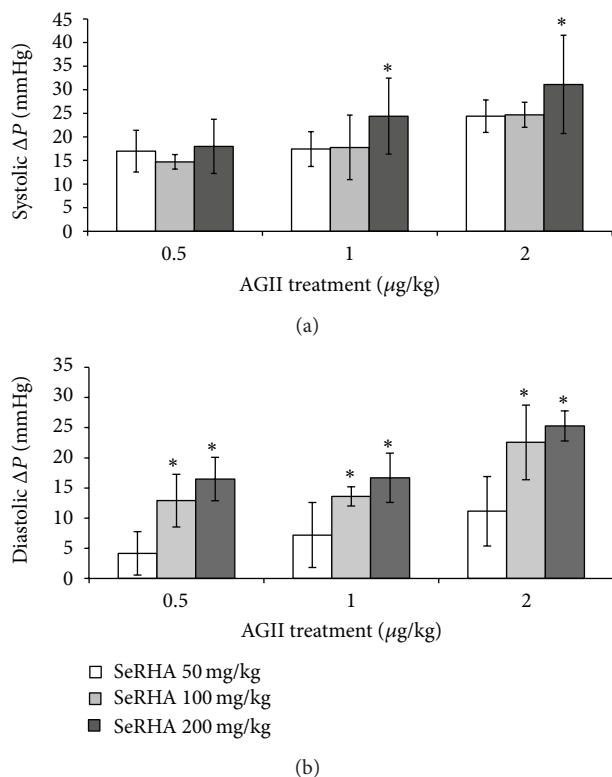 45
40
35
30
25
20
15
10
5
0
Systolic ΔP (mmHg)
*
*
0.5 1 2
AGII treatment (μg/kg)
(a)
35
30
25
20
15
10
5
0
Diastolic ΔP (mmHg)
* *
* *
* *
0.5 1 2
AGII treatment (μg/kg)
SeRHA 50 mg/kg
SeRHA 100 mg/kg
SeRHA 200 mg/kg
(b)